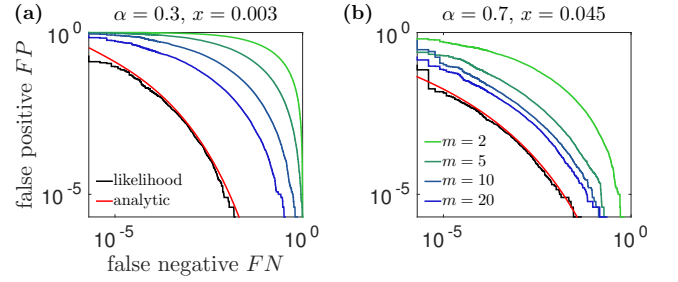 (a) α = 0.3, x = 0.003
false positive FP
10^0
10^-5
likelihood
analytic
10^-5
10^0
false negative FN
(b) α = 0.7, x = 0.045
10^0
10^-5
m = 2
m = 5
m = 10
m = 20
10^-5
10^0